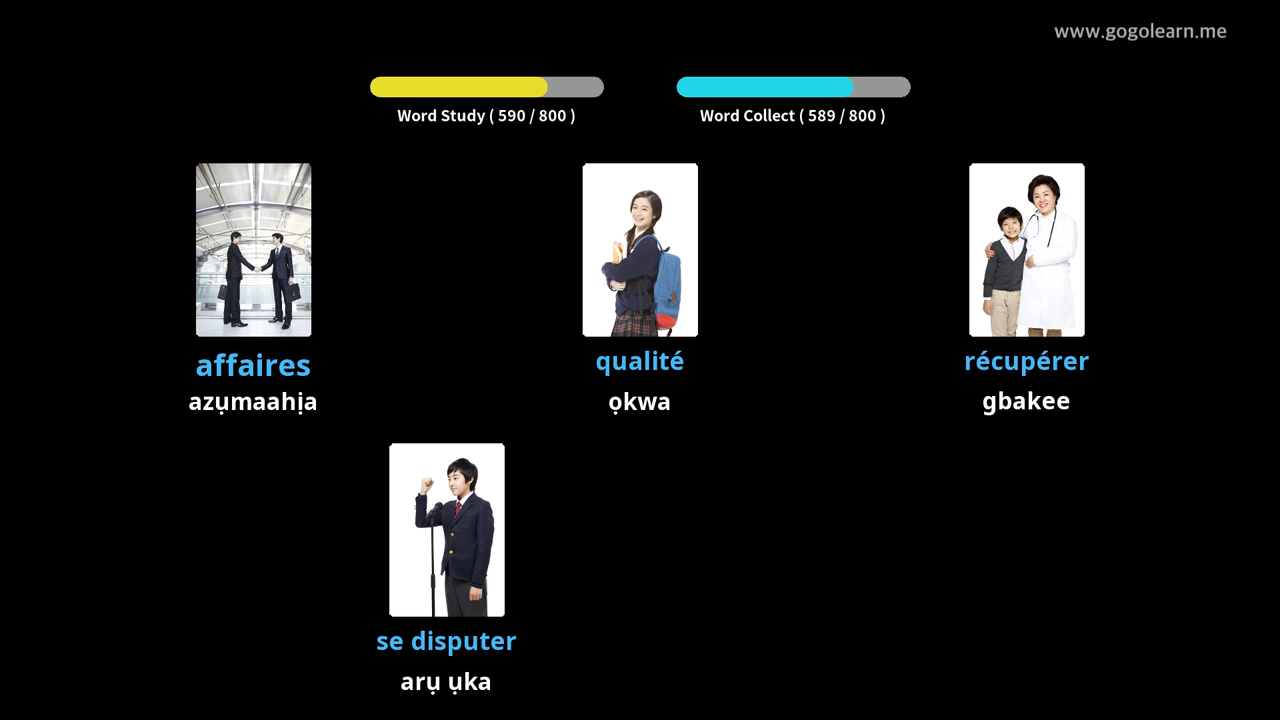 www.gogolearn.me
Word Study ( 590 / 800 )
Word Collect ( 589 / 800 )
affaires
azụmaahịa
qualité
ọkwa
récupérer
gbakee
se disputer
arụ ụka